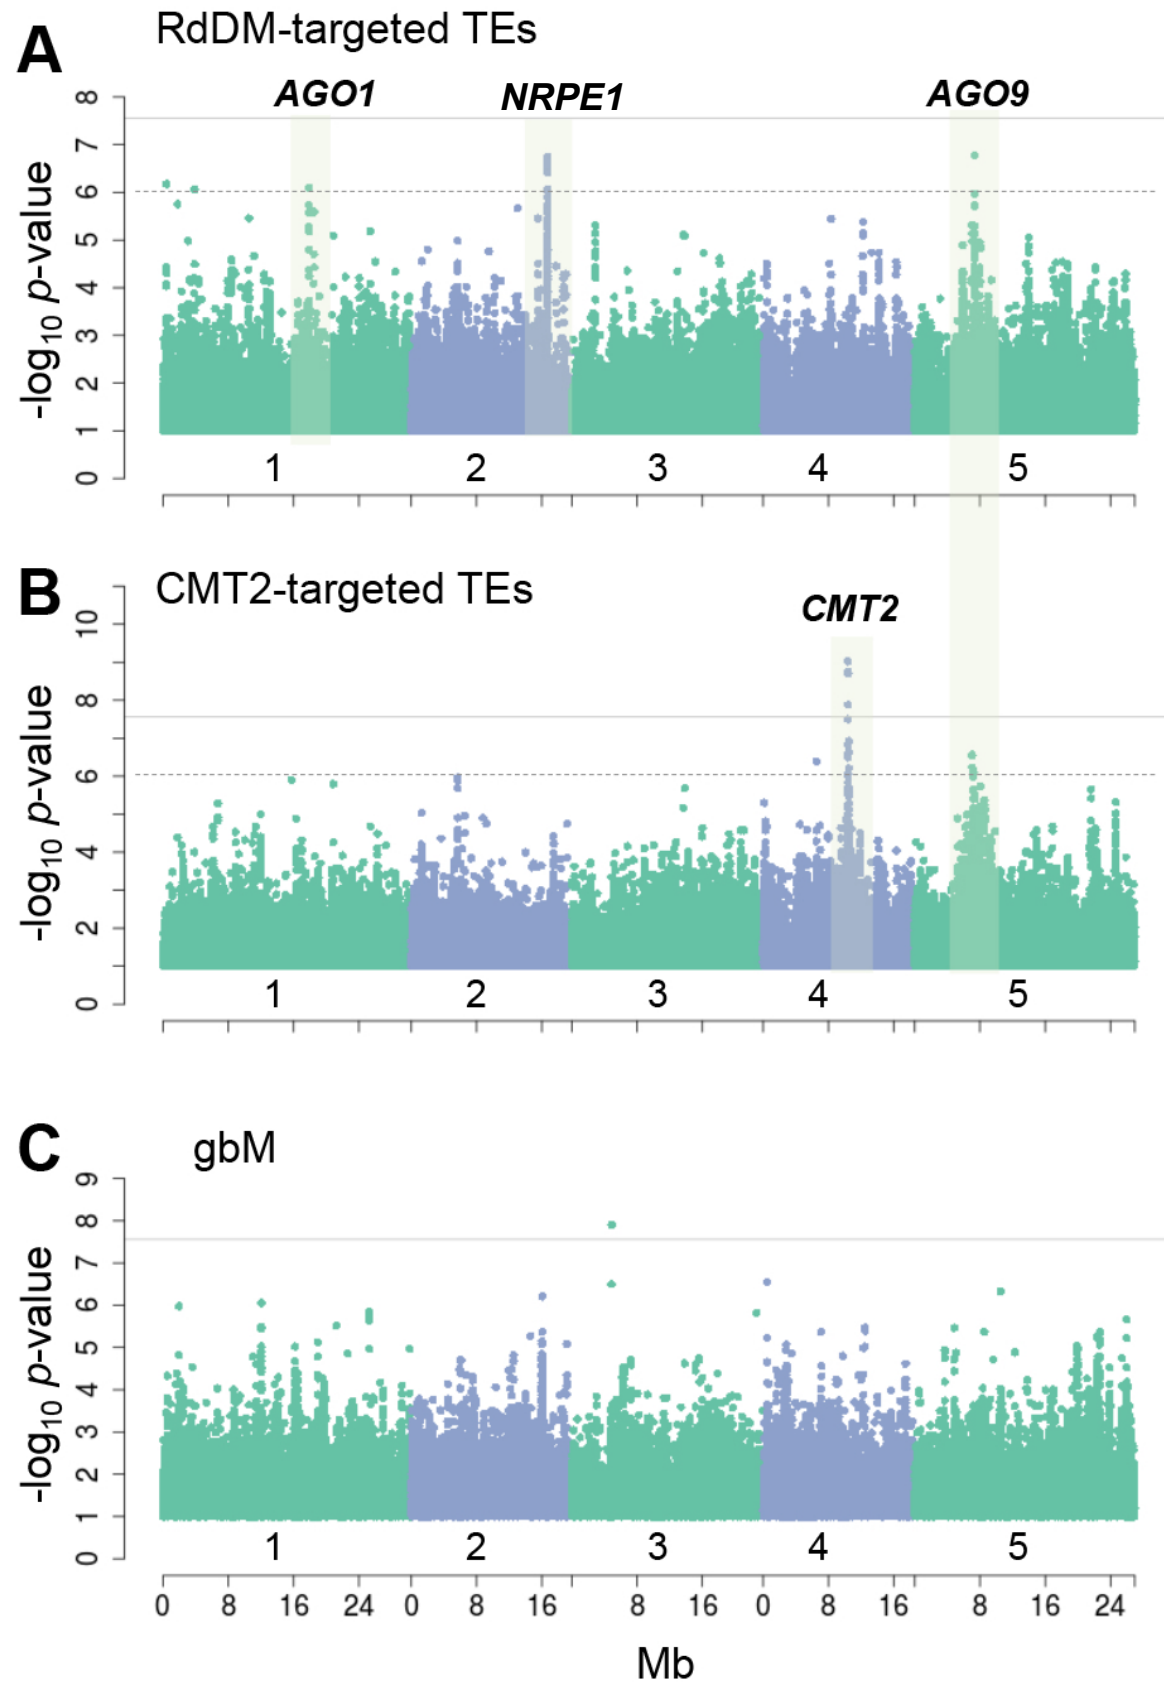 A
RdDM-targeted TEs
AGO1 NRPE1 AGO9
-log10 p-value
8
7
6
5
4
3
2
1
0
1 2 3 4 5
B
CMT2-targeted TEs
CMT2
-log10 p-value
10
8
6
4
2
0
1 2 3 4 5
C
gbM
-log10 p-value
9
8
7
6
5
4
3
2
1
0
1 2 3 4 5
0 8 16 24 0 8 16 8 16 0 8 16 8 16 24
Mb